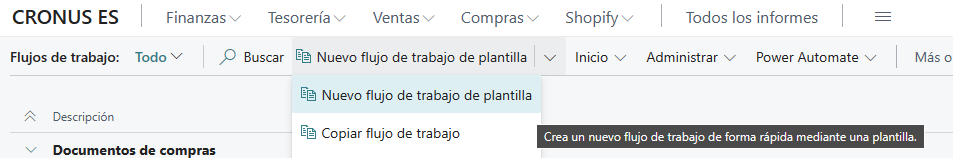 CRONUS ES Finanzas Tesorería Ventas Compras Shopify Todos los informes
Flujos de trabajo: Todo Buscar Nuevo flujo de trabajo de plantilla Inicio Administrar Power Automate Más o
Nuevo flujo de trabajo de plantilla
Descripción
Copiar flujo de trabajo
Crea un nuevo flujo de trabajo de forma rápida mediante una plantilla.
Documentos de compras